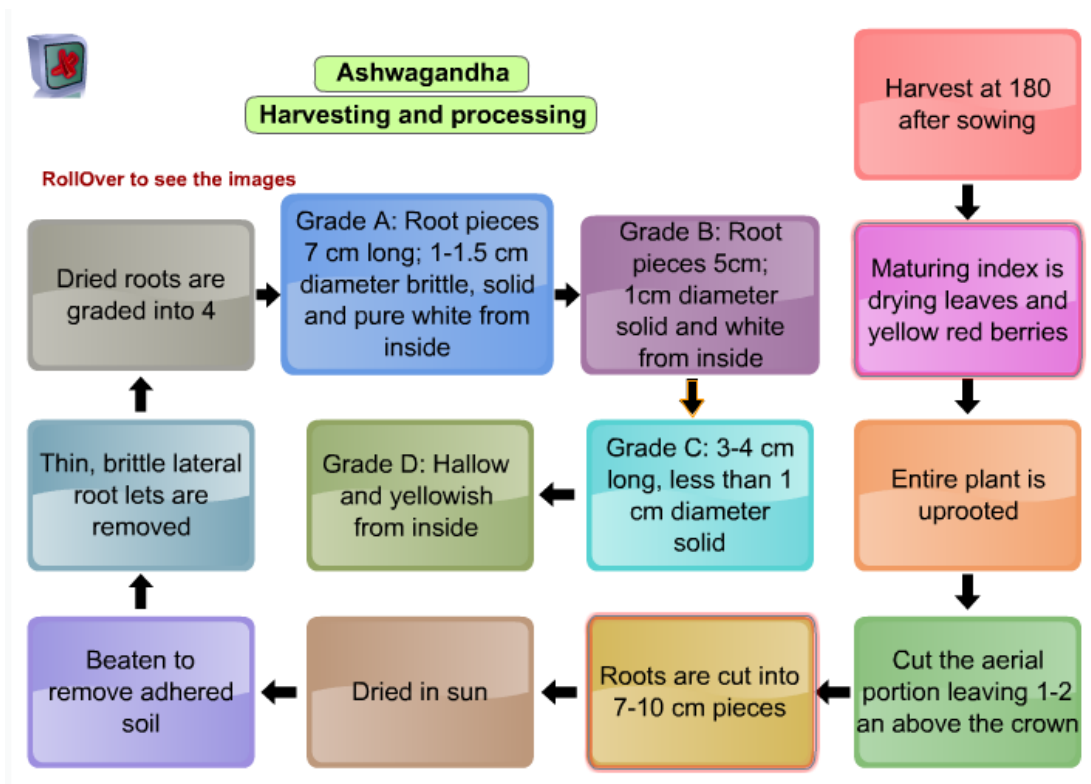 Ashwagandha
Harvesting and processing
RollOver to see the images
Harvest at 180
after sowing
Maturing index is
drying leaves and
yellow red berries
Entire plant is
uprooted
Cut the aerial
portion leaving 1-2
an above the crown
Roots are cut into
7-10 cm pieces
Dried in sun
Beaten to
remove adhered
soil
Thin, brittle lateral
root lets are
removed
Dried roots are
graded into 4
Grade A: Root pieces
7 cm long; 1-1.5 cm
diameter brittle, solid
and pure white from
inside
Grade B: Root
pieces 5cm;
1cm diameter
solid and white
from inside
Grade C: 3-4 cm
long, less than 1
cm diameter
solid
Grade D: Hallow
and yellowish
from inside